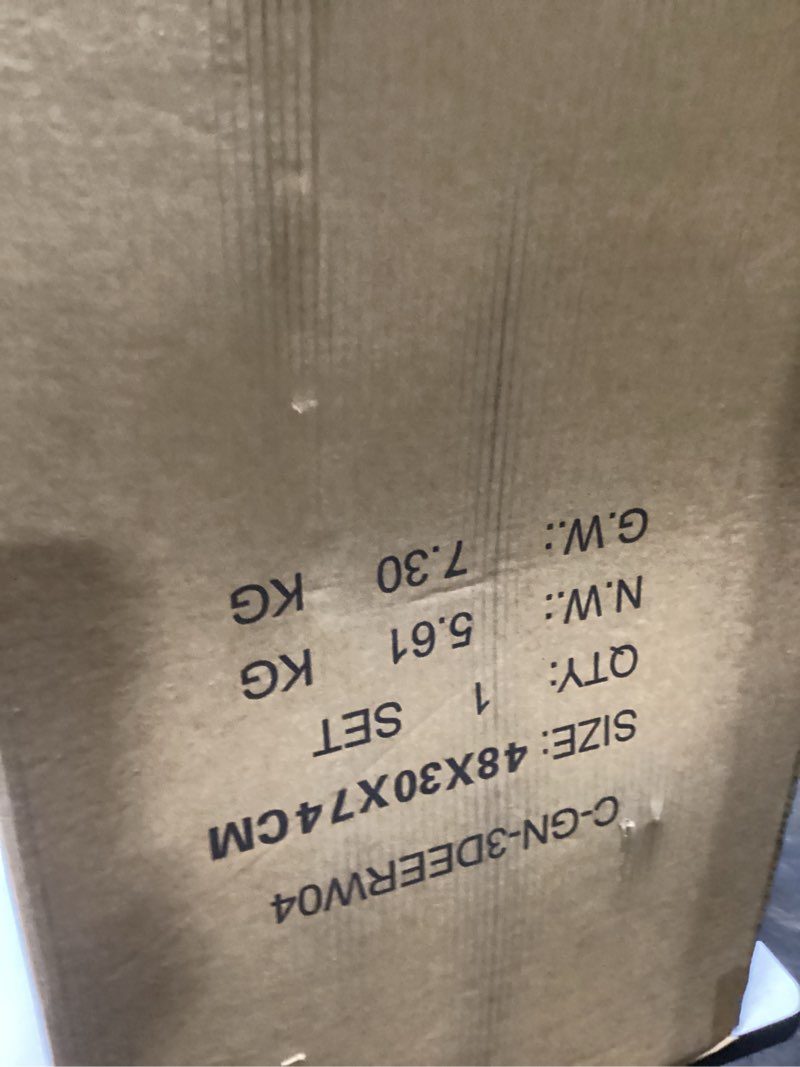 C-GN-3DEERW04
SIZE: 48X30X74CM
QTY: 1 SET
N.W.: 5.61 KG
G.W.: 7.30 KG